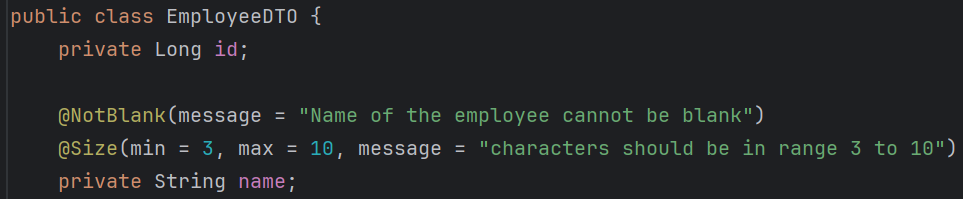 public class EmployeeDTO {
private Long id;
@NotBlank(message = "Name of the employee cannot be blank")
@Size(min = 3, max = 10, message = "characters should be in range 3 to 10")
private String name;